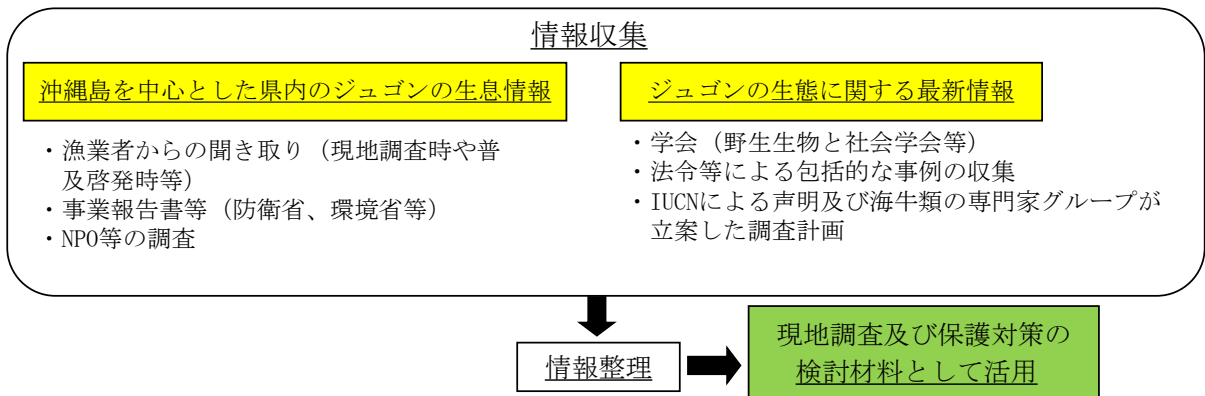 情報収集
沖縄島を中心とした県内のジュゴンの生息情報
・漁業者からの聞き取り（現地調査時や普
及啓発時等）
・事業報告書等（防衛省、環境省等）
・NPO等の調査
ジュゴンの生態に関する最新情報
・学会（野生生物と社会学会等）
・法令等による包括的な事例の収集
・IUCNによる声明及び海牛類の専門家グループが
立案した調査計画
情報整理
現地調査及び保護対策の
検討材料として活用